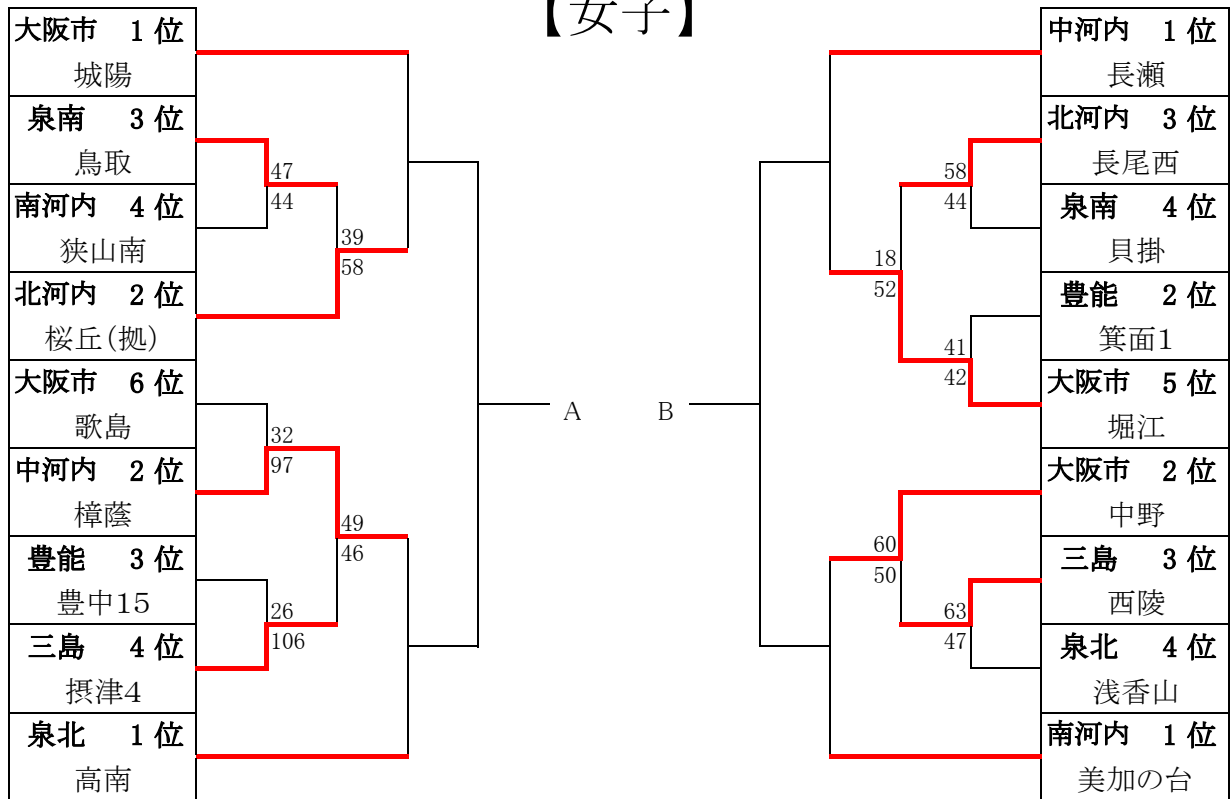 【女子】
大阪市 1 位
城陽
泉南 3 位
鳥取
南河内 4 位
狭山南
北河内 2 位
桜丘(拠)
大阪市 6 位
歌島
中河内 2 位
樟蔭
豊能 3 位
豊中15
三島 4 位
摂津4
泉北 1 位
高南
47
44
39
58
32
97
49
46
26
106
A
B
58
44
18
52
41
42
60
50
63
47
中河内 1 位
長瀬
北河内 3 位
長尾西
泉南 4 位
貝掛
豊能 2 位
箕面1
大阪市 5 位
堀江
大阪市 2 位
中野
三島 3 位
西陵
泉北 4 位
浅香山
南河内 1 位
美加の台